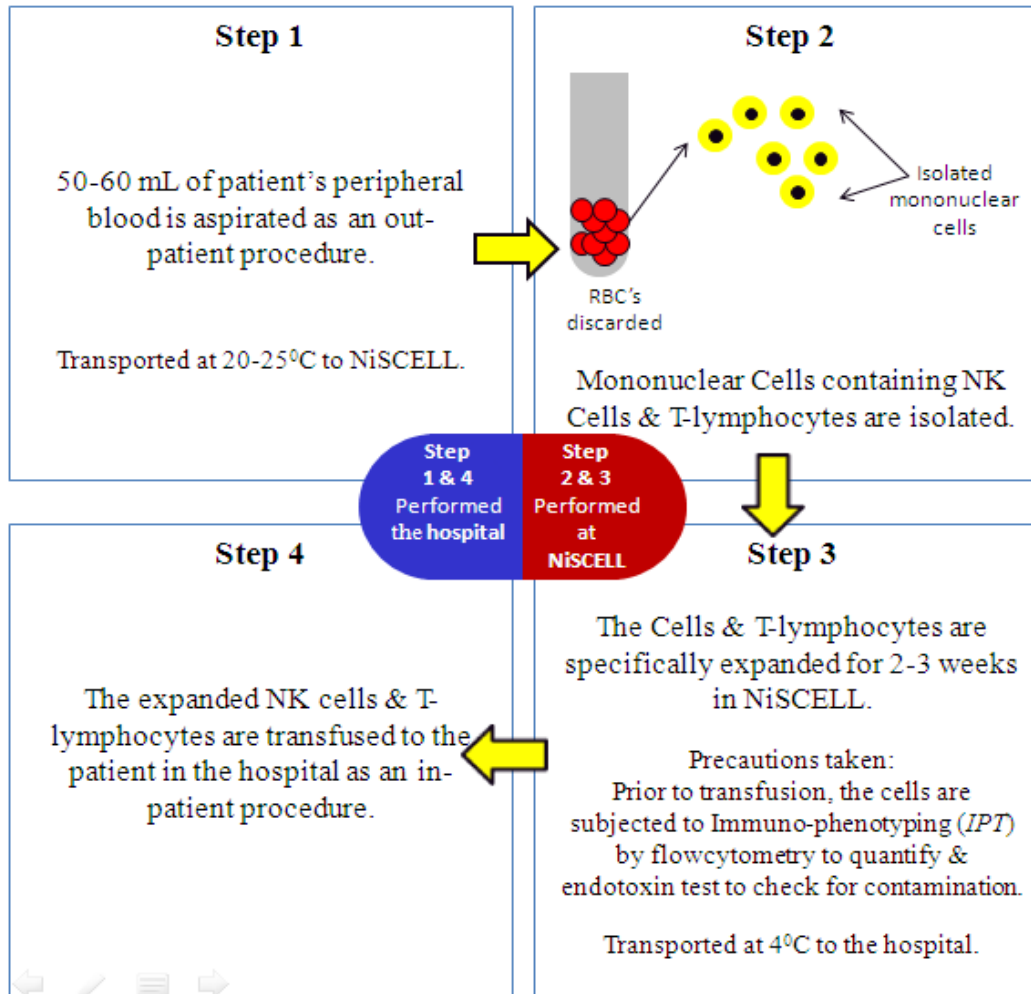 Step 1
50-60 mL of patient’s peripheral
blood is aspirated as an out-
patient procedure.
Transported at 20-25⁰C to NiSCELL.
Step 2
Isolated
mononuclear
cells
RBC’s
discarded
Mononuclear Cells containing NK
Cells & T-lymphocytes are isolated.
Step
1 & 4
Performed
the hospital
Step
2 & 3
Performed
at
NiSCELL
Step 3
The Cells & T-lymphocytes are
specifically expanded for 2-3 weeks
in NiSCELL.
Precautions taken:
Prior to transfusion, the cells are
subjected to Immuno-phenotyping (IPT)
by flowcytometry to quantify &
endotoxin test to check for contamination.
Transported at 4⁰C to the hospital.
Step 4
The expanded NK cells & T-
lymphocytes are transfused to the
patient in the hospital as an in-
patient procedure.